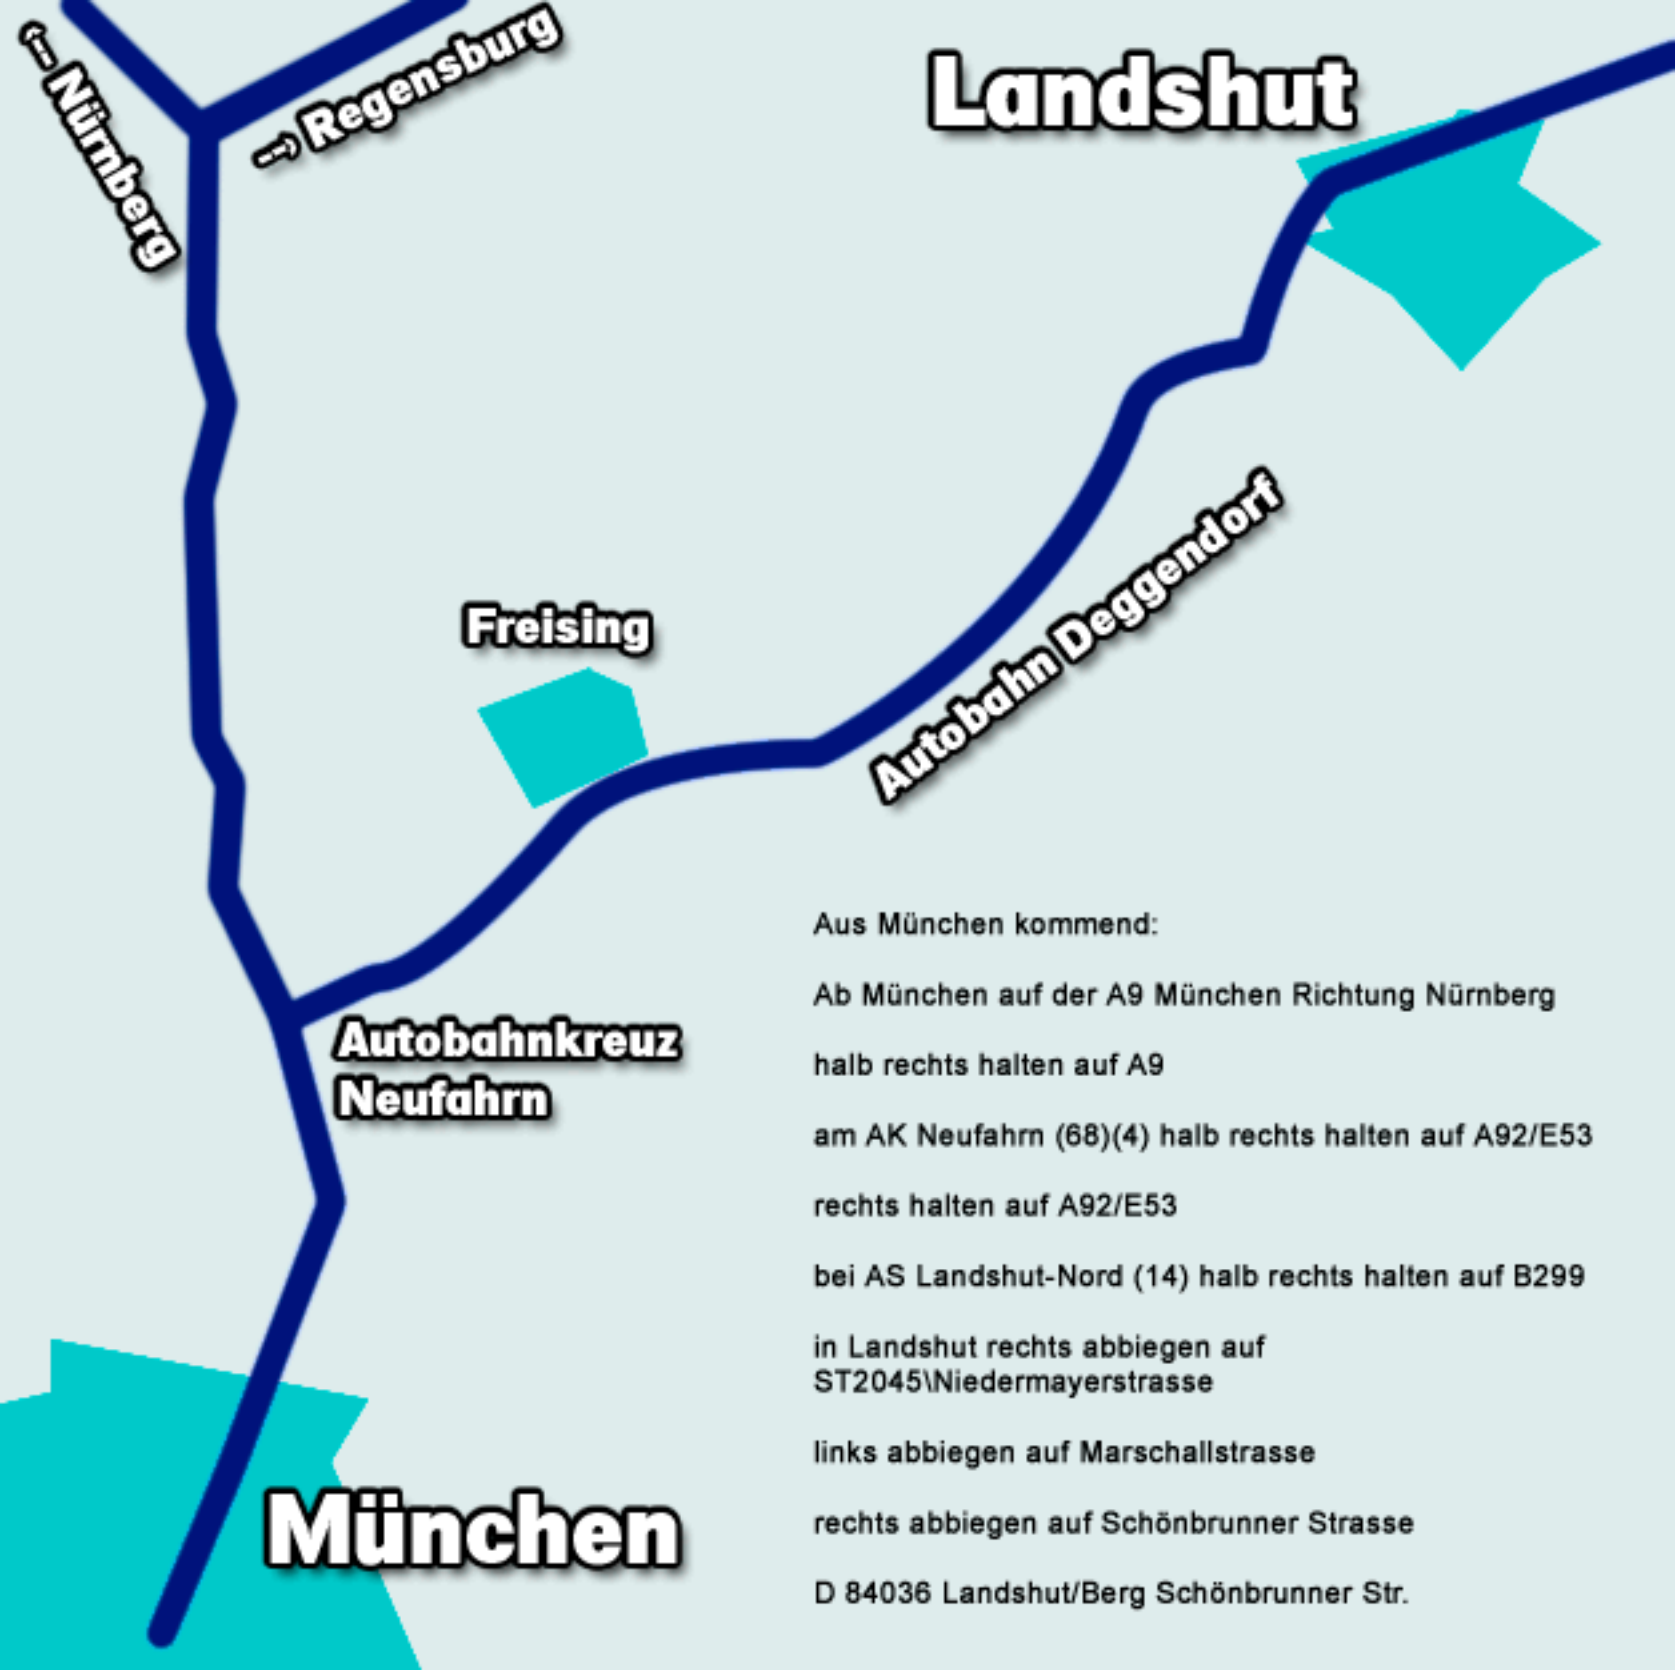 <-- Nürnberg
--> Regensburg
Landshut
Freising
Autobahn Deggendorf
Autobahnkreuz
Neufahrn
München
Aus München kommend:
Ab München auf der A9 München Richtung Nürnberg
halb rechts halten auf A9
am AK Neufahrn (68)(4) halb rechts halten auf A92/E53
rechts halten auf A92/E53
bei AS Landshut-Nord (14) halb rechts halten auf B299
in Landshut rechts abbiegen auf
ST2045\Niedermayerstrasse
links abbiegen auf Marschallstrasse
rechts abbiegen auf Schönbrunner Strasse
D 84036 Landshut/Berg Schönbrunner Str.